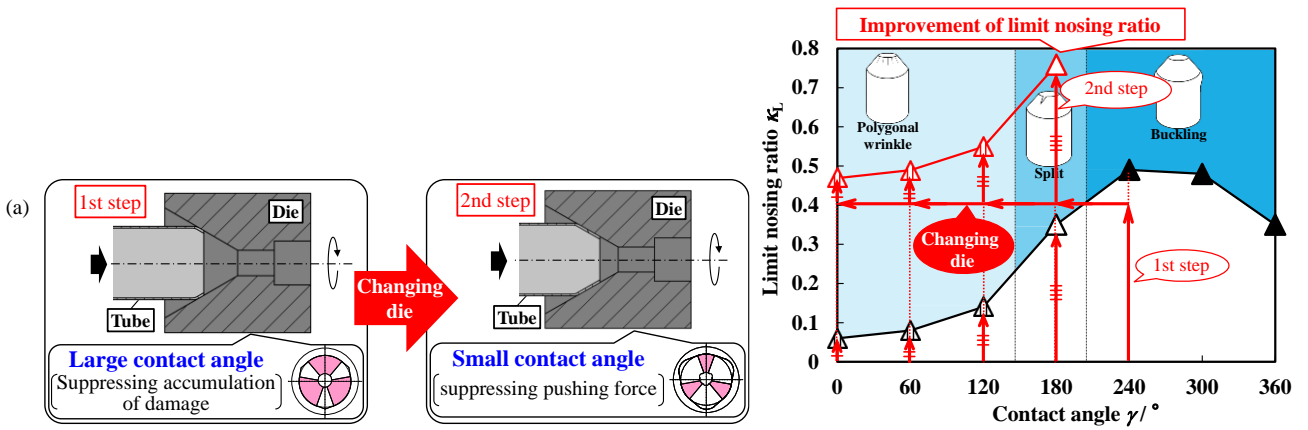 (a)
1st step
Die
Tube
Large contact angle
Suppressing accumulation
of damage
Changing
die
2nd step
Die
Tube
Small contact angle
suppressing pushing force
Improvement of limit nosing ratio
Limit nosing ratio κL
0.8
0.7
0.6
0.5
0.4
0.3
0.2
0.1
0
Polygonal
wrinkle
Split
Buckling
2nd step
Changing
die
1st step
0 60 120 180 240 300 360
Contact angle γ/ °